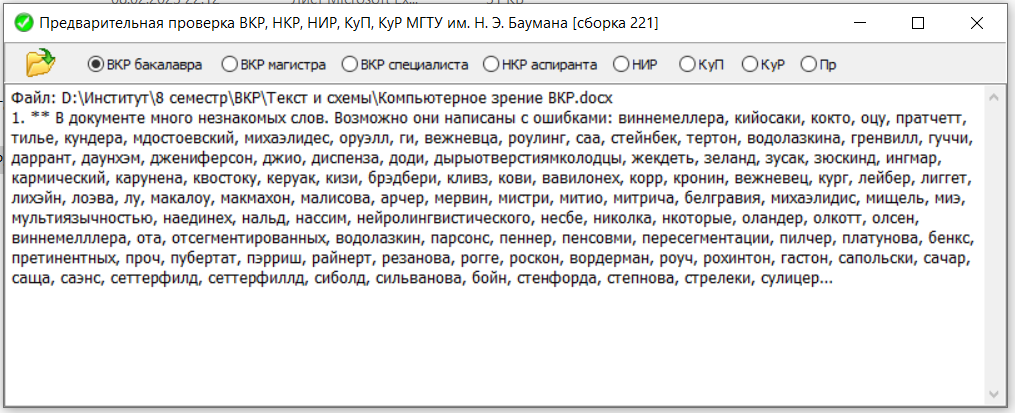 Предварительная проверка ВКР, НКР, НИР, КуП, КуР МГТУ им. Н. Э. Баумана [сборка 221]
ВКР бакалавра ВКР магистра ВКР специалиста НКР аспиранта НИР КуП КуР Пр
Файл: D:\Институт\8 семестр\ВКР\Текст и схемы\Компьютерное зрение ВКР.docx
1. ** В документе много незнакомых слов. Возможно они написаны с ошибками: виннемеллера, кийосаки, кокто, оцу, пратчетт,
тилье, кундера, мдостоевский, михаэлидес, оруэлл, ги, вежневца, роулинг, саа, стейнбек, тертон, водолазкина, гренвилл, гуччи,
даррант, даунхэм, джениферсон, джио, диспенза, доди, дырыотверстиямколодцы, жекдеть, зеланд, зусак, зюскинд, ингмар,
кармический, карунена, квостоку, керуак, кизи, брэдбери, кливз, кови, вавилонех, корр, кронин, вежневец, кург, лейбер, лиггет,
лихэйн, лоэва, лу, макалоу, макмахон, малисова, арчер, мервин, мистри, митио, митрича, белгравия, михаэлидис, мищель, миэ,
мультиязычностью, наединех, нальд, нассим, нейролингвистического, несбе, николка, нкоторые, оландер, олкотт, олсен,
виннемелллера, ота, отсегментированных, водолазкин, парсонс, пеннер, пенсовми, пересегментации, пилчер, платунова, бенкс,
претинентных, проч, пубертат, пэрриш, райнерт, резанова, рогге, роскон, вордерман, роуч, рохинтон, гастон, сапольски, сачар,
саща, саэнс, сеттерфилд, сеттерфиллд, сиболд, сильванова, бойн, стенфорда, степнова, стрелеки, сулицер...